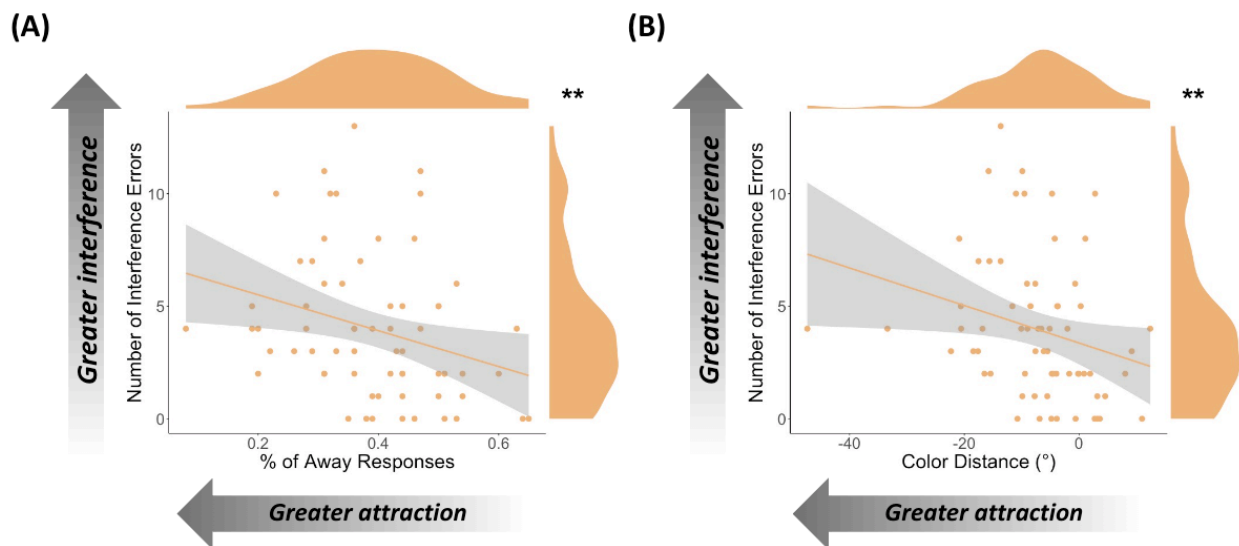 (A)
**
Greater interference
Number of Interference Errors
10
5
0
0.2 0.4 0.6
% of Away Responses
Greater attraction
(B)
**
Greater interference
Number of Interference Errors
10
5
0
-40 -20 0
Color Distance (°)
Greater attraction